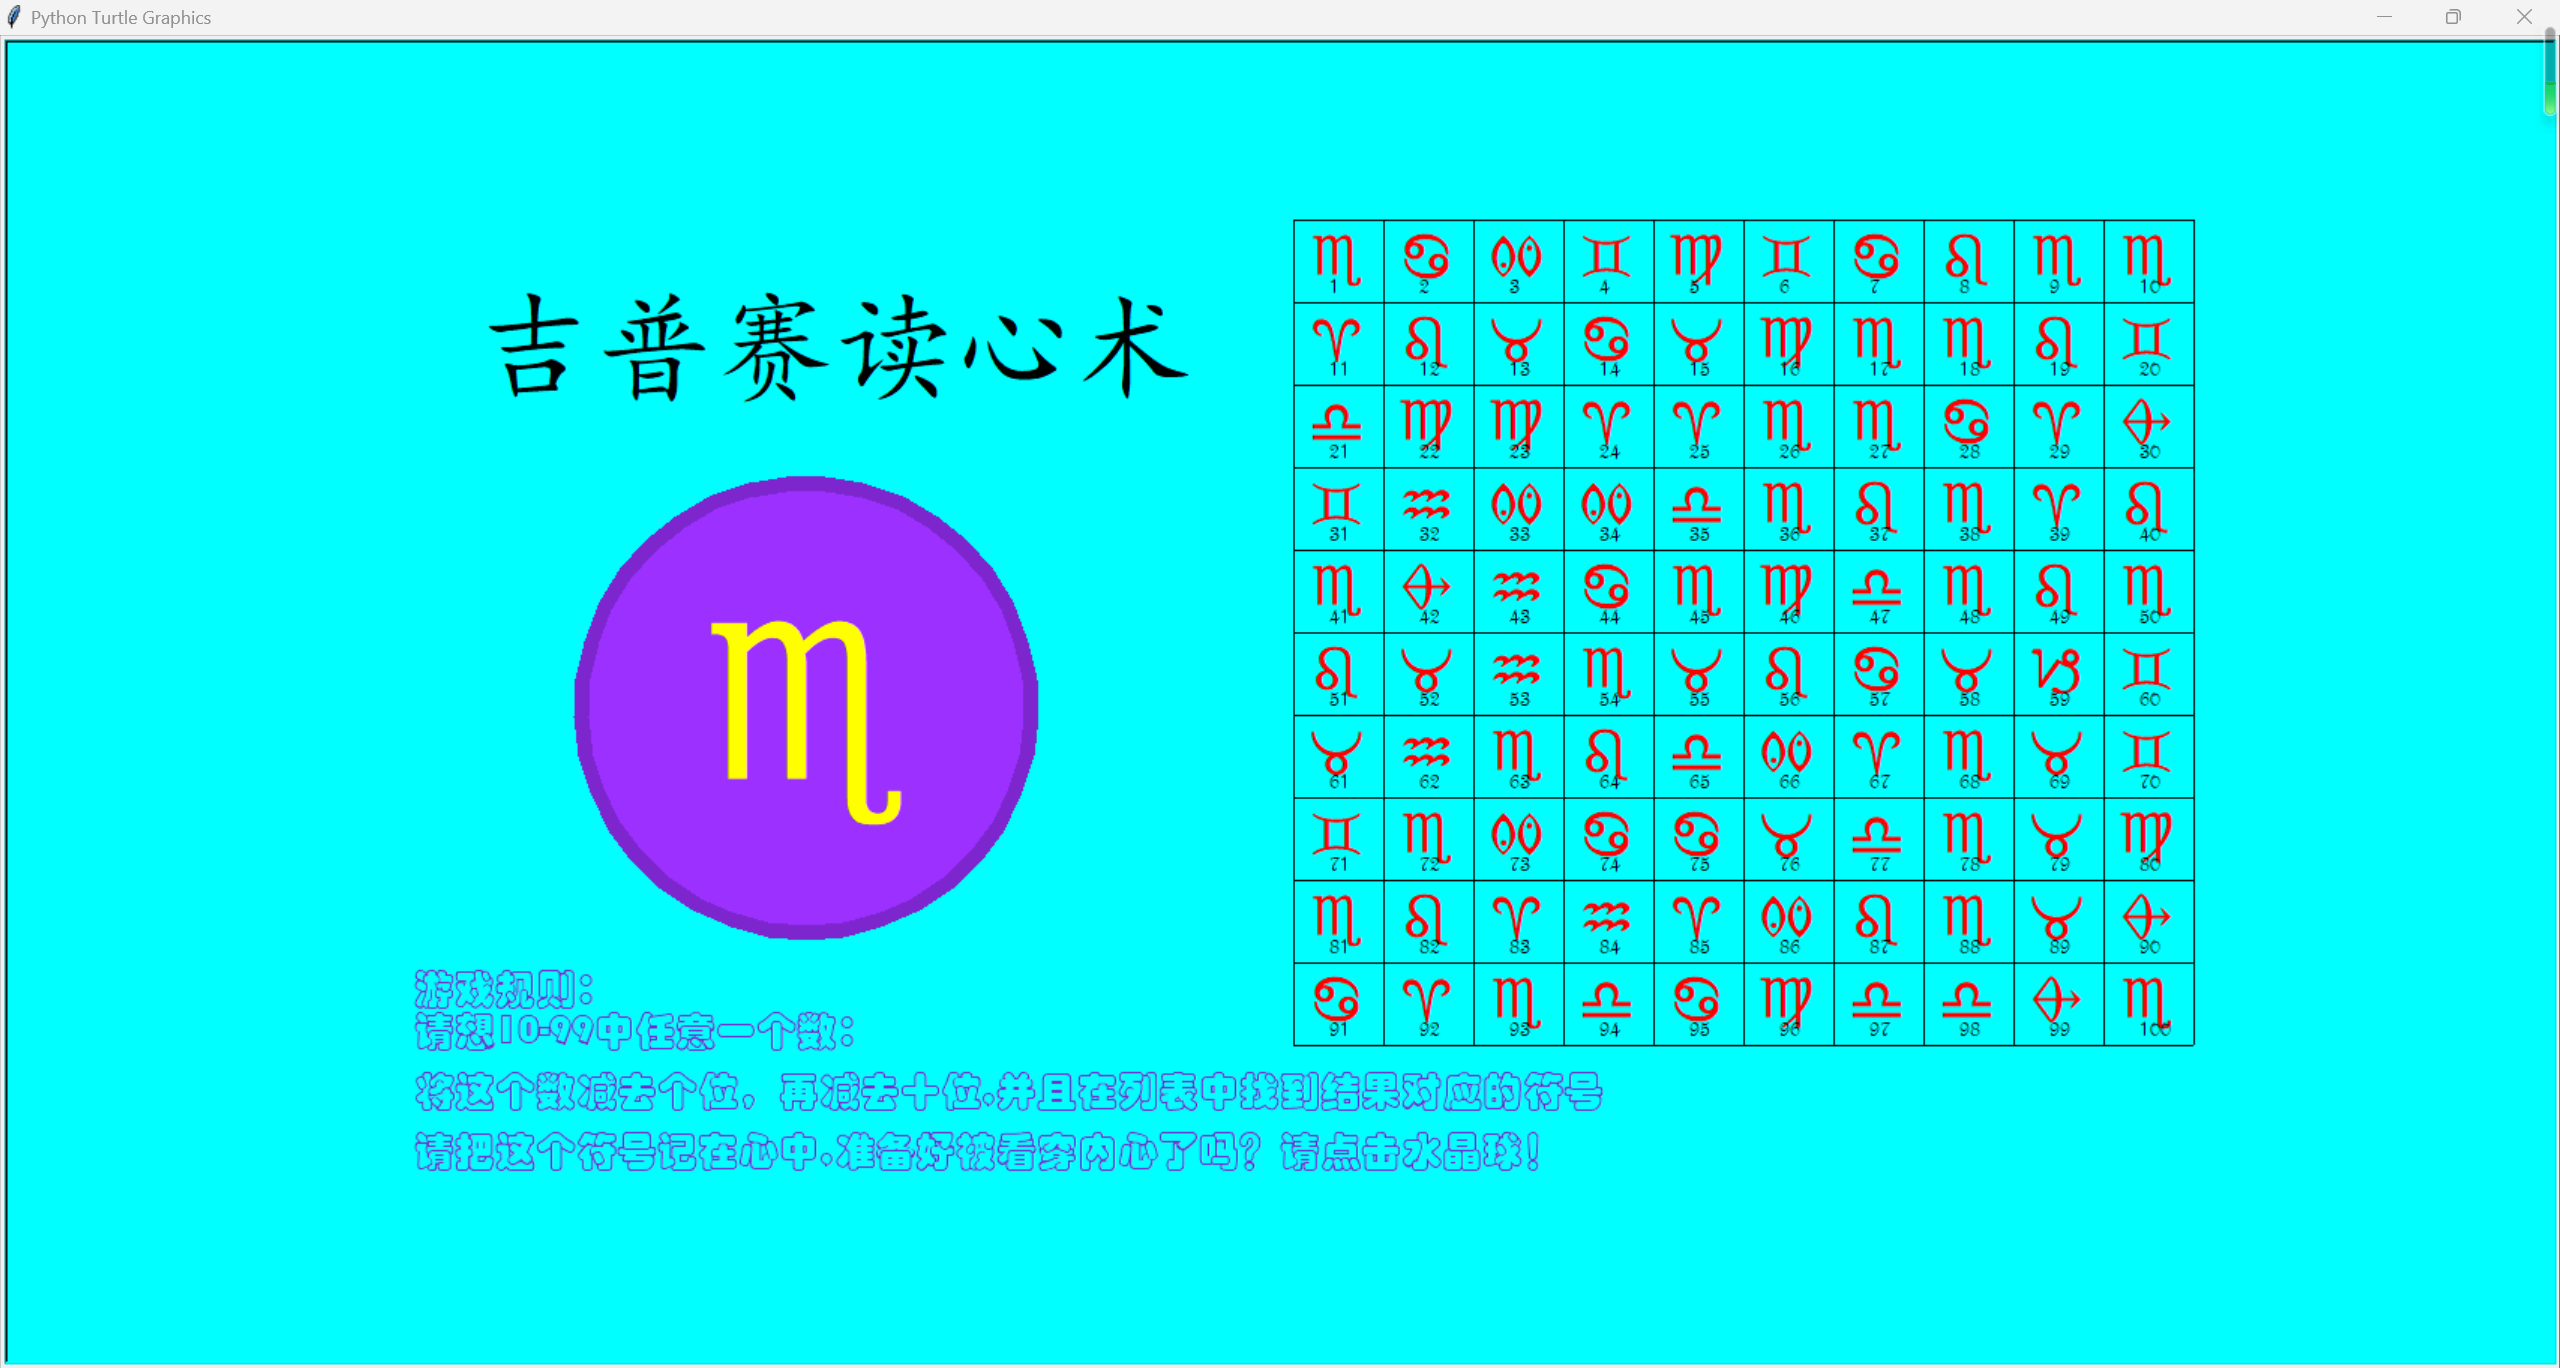 Python Turtle Graphics
吉普赛读心术
♏ ♋ ♓ ♊ ♍ ♊ ♋ ♌ ♏ ♏
1 2 3 4 5 6 7 8 9 10
♈ ♌ ♉ ♋ ♉ ♍ ♏ ♏ ♌ ♊
11 12 13 14 15 16 17 18 19 20
♎ ♍ ♍ ♈ ♈ ♏ ♏ ♋ ♈ ♐
21 22 23 24 25 26 27 28 29 30
♊ ♒ ♓ ♓ ♎ ♏ ♌ ♏ ♈ ♌
31 32 33 34 35 36 37 38 39 40
♏ ♐ ♒ ♋ ♏ ♍ ♎ ♏ ♌ ♏
41 42 43 44 45 46 47 48 49 50
♌ ♉ ♒ ♏ ♉ ♌ ♋ ♉ ♑ ♊
51 52 53 54 55 56 57 58 59 60
♉ ♒ ♏ ♌ ♎ ♓ ♈ ♏ ♉ ♊
61 62 63 64 65 66 67 68 69 70
♊ ♏ ♓ ♋ ♋ ♉ ♎ ♏ ♉ ♍
71 72 73 74 75 76 77 78 79 80
♏ ♌ ♈ ♒ ♈ ♓ ♌ ♏ ♉ ♐
81 82 83 84 85 86 87 88 89 90
♋ ♈ ♏ ♎ ♋ ♍ ♎ ♎ ♐ ♏
91 92 93 94 95 96 97 98 99 100
♏
游戏规则：
请想10-99中任意一个数：
将这个数减去个位，再减去十位.并且在列表中找到结果对应的符号
请把这个符号记在心中.准备好被看穿内心了吗？请点击水晶球！